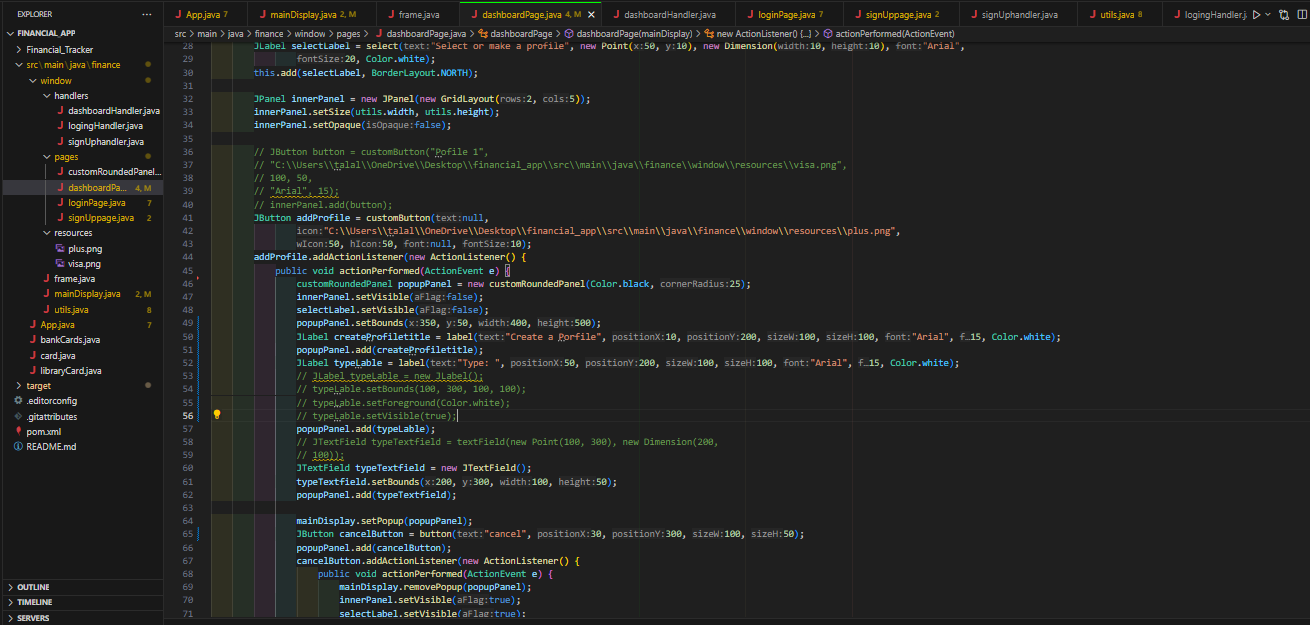 EXPLORER
FINANCIAL_APP
Financial_Tracker
src\main\java\finance
window
handlers
dashboardHandler.java
logingHandler.java
signUphandler.java
pages
customRoundedPanel...
dashboardPa... 4, M
loginPage.java 7
signUppage.java 2
resources
plus.png
visa.png
frame.java
mainDisplay.java 2, M
utils.java 8
App.java 7
bankCards.java
card.java
libraryCard.java
target
.editorconfig
.gitattributes
pom.xml
README.md
OUTLINE
TIMELINE
SERVERS
App.java 7 mainDisplay.java 2, M frame.java dashboardPage.java 4, M dashboardHandler.java loginPage.java 7 signUppage.java 2 signUphandler.java utils.java 8 logingHandler.j
src > main > java > finance > window > pages > dashboardPage.java > dashboardPage > dashboardPage(mainDisplay) > new ActionListener() {...} > actionPerformed(ActionEvent)
28 JLabel selectLabel = select(text:"Select or make a profile", new Point(x:50, y:10), new Dimension(width:10, height:10), font:"Arial",
29 fontSize:20, Color.white);
30 this.add(selectLabel, BorderLayout.NORTH);
31
32 JPanel innerPanel = new JPanel(new GridLayout(rows:2, cols:5));
33 innerPanel.setSize(utils.width, utils.height);
34 innerPanel.setOpaque(isOpaque:false);
35
36 // JButton button = customButton("Pofile 1",
37 // "C:\\Users\\talal\\OneDrive\\Desktop\\financial_app\\src\\main\\java\\finance\\window\\resources\\visa.png",
38 // 100, 50,
39 // "Arial", 15);
40 // innerPanel.add(button);
41 JButton addProfile = customButton(text:null,
42 icon:"C:\\Users\\talal\\OneDrive\\Desktop\\financial_app\\src\\main\\java\\finance\\window\\resources\\plus.png",
43 wIcon:50, hIcon:50, font:null, fontSize:10);
44 addProfile.addActionListener(new ActionListener() {
45 public void actionPerformed(ActionEvent e) {
46 customRoundedPanel popupPanel = new customRoundedPanel(Color.black, cornerRadius:25);
47 innerPanel.setVisible(aFlag:false);
48 selectLabel.setVisible(aFlag:false);
49 popupPanel.setBounds(x:350, y:50, width:400, height:500);
50 JLabel createProfiletitle = label(text:"Create a Porfile", positionX:10, positionY:200, sizeW:100, sizeH:100, font:"Arial", f…15, Color.white);
51 popupPanel.add(createProfiletitle);
52 JLabel typeLable = label(text:"Type: ", positionX:50, positionY:200, sizeW:100, sizeH:100, font:"Arial", f…15, Color.white);
53 // JLabel typeLable = new JLabel();
54 // typeLable.setBounds(100, 300, 100, 100);
55 // typeLable.setForeground(Color.white);
56 // typeLable.setVisible(true);
57 popupPanel.add(typeLable);
58 // JTextField typeTextfield = textField(new Point(100, 300), new Dimension(200,
59 // 100));
60 JTextField typeTextfield = new JTextField();
61 typeTextfield.setBounds(x:200, y:300, width:100, height:50);
62 popupPanel.add(typeTextfield);
63
64 mainDisplay.setPopup(popupPanel);
65 JButton cancelButton = button(text:"cancel", positionX:30, positionY:300, sizeW:100, sizeH:50);
66 popupPanel.add(cancelButton);
67 cancelButton.addActionListener(new ActionListener() {
68 public void actionPerformed(ActionEvent e) {
69 mainDisplay.removePopup(popupPanel);
70 innerPanel.setVisible(aFlag:true);
71 selectLabel.setVisible(aFlag:true);